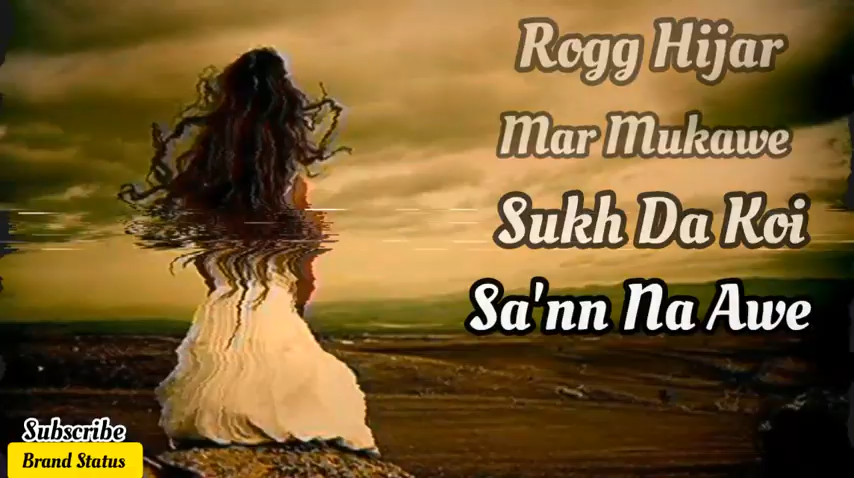 Rogg Hijar
Mar Mukawe
Sukh Da Koi
Sa'nn Na Awe
Subscribe
Brand Status